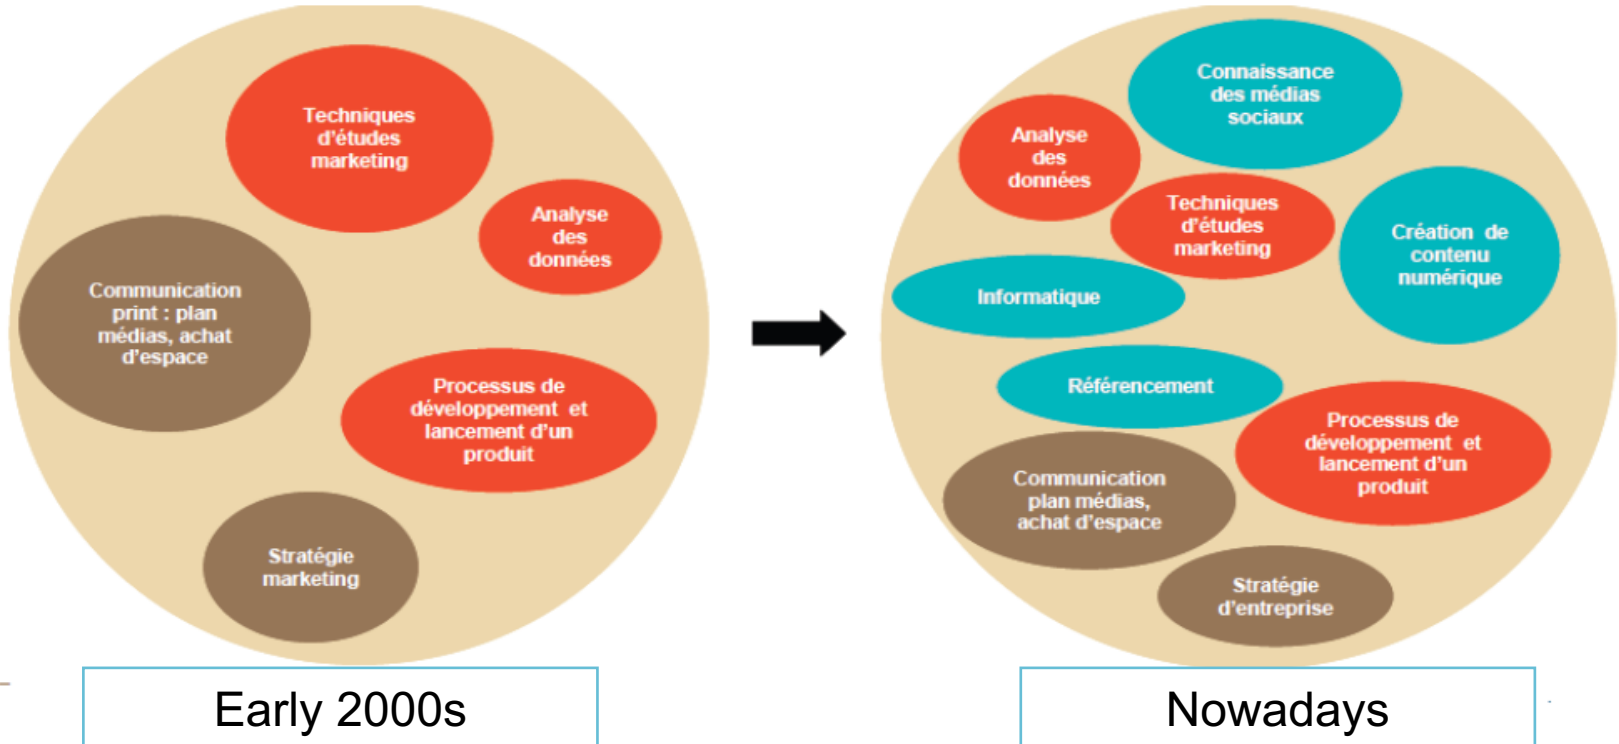 Techniques
d'études
marketing
Analyse
des
données
Communication
print : plan
médias, achat
d'espace
Processus de
développement et
lancement d'un
produit
Stratégie
marketing
Early 2000s
Connaissance
des médias
sociaux
Analyse
des
données
Techniques
d'études
marketing
Création de
contenu
numérique
Informatique
Référencement
Processus de
développement et
lancement d'un
produit
Communication
plan médias,
achat d'espace
Stratégie
d'entreprise
Nowadays